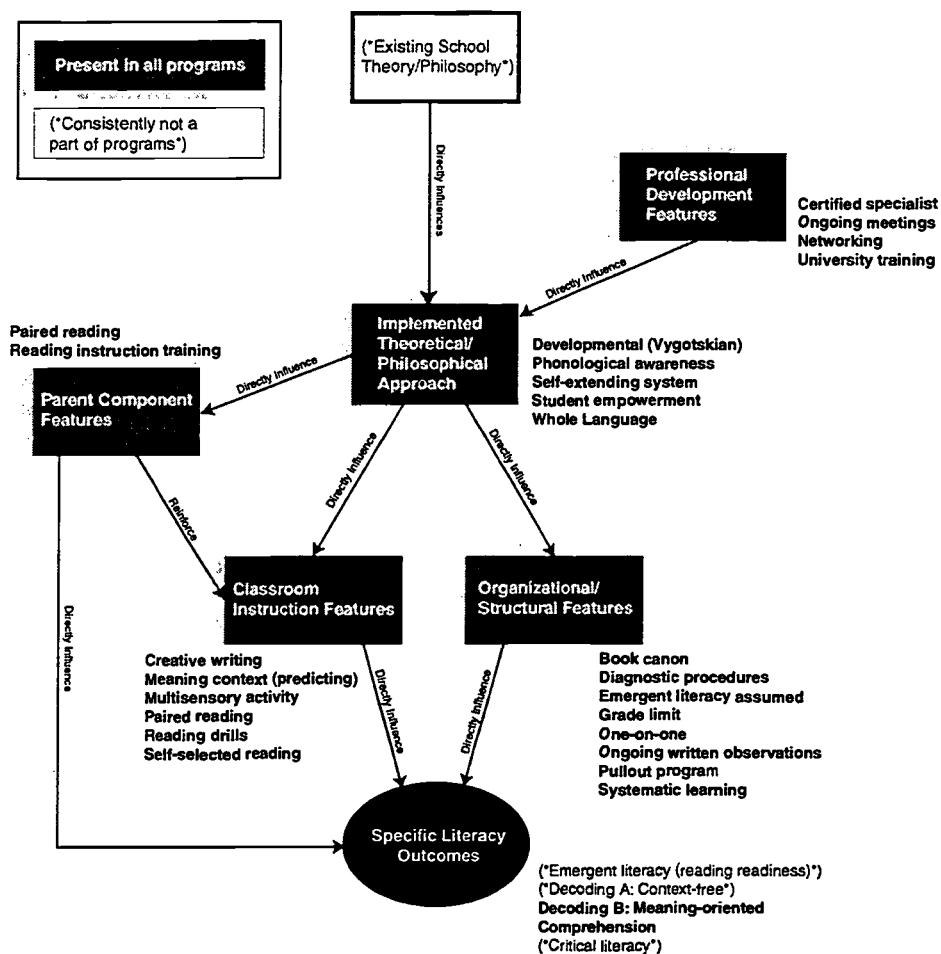 Present in all programs
(*Consistently not a
part of programs*)
(*Existing School
Theory/Philosophy*)
Directly Influences
Professional
Development
Features
Certified specialist
Ongoing meetings
Networking
University training
Directly Influence
Implemented
Theoretical/
Philosophical
Approach
Developmental (Vygotskian)
Phonological awareness
Self-extending system
Student empowerment
Whole Language
Paired reading
Reading instruction training
Directly Influence
Parent Component
Features
Directly Influence
Directly Influence
Reinforce
Directly Influence
Classroom
Instruction Features
Creative writing
Meaning context (predicting)
Multisensory activity
Paired reading
Reading drills
Self-selected reading
Organizational/
Structural Features
Book canon
Diagnostic procedures
Emergent literacy assumed
Grade limit
One-on-one
Ongoing written observations
Pullout program
Systematic learning
Directly Influence
Directly Influence
Specific Literacy
Outcomes
(*Emergent literacy (reading readiness)*)
(*Decoding A: Context-free*)
Decoding B: Meaning-oriented
Comprehension
(*Critical literacy*)